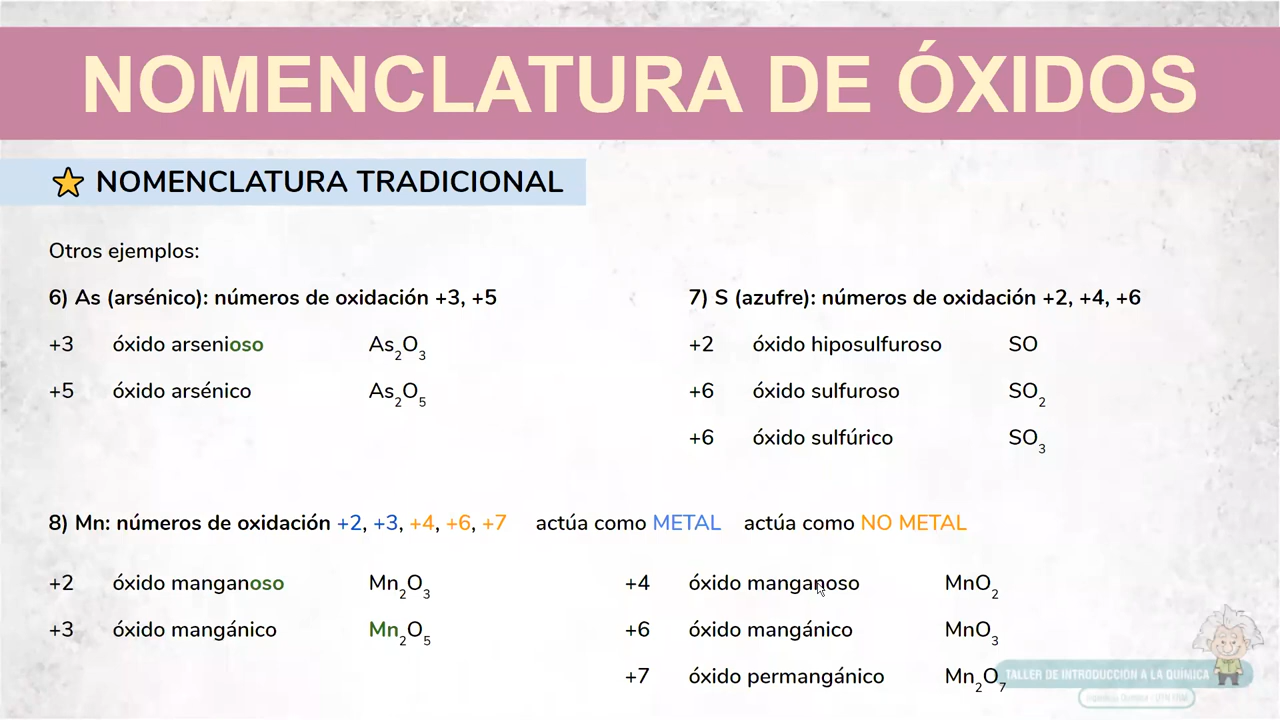 NOMENCLATURA DE ÓXIDOS
NOMENCLATURA TRADICIONAL
Otros ejemplos:
6) As (arsénico): números de oxidación +3, +5
+3 óxido arsenioso As₂O₃
+5 óxido arsénico As₂O₅
7) S (azufre): números de oxidación +2, +4, +6
+2 óxido hiposulfuroso SO
+6 óxido sulfuroso SO₂
+6 óxido sulfúrico SO₃
8) Mn: números de oxidación +2, +3, +4, +6, +7 actúa como METAL actúa como NO METAL
+2 óxido manganoso Mn₂O₃
+3 óxido mangánico Mn₂O₅
+4 óxido manganoso MnO₂
+6 óxido mangánico MnO₃
+7 óxido permangánico Mn₂O₇
TALLER DE INTRODUCCIÓN A LA QUÍMICA